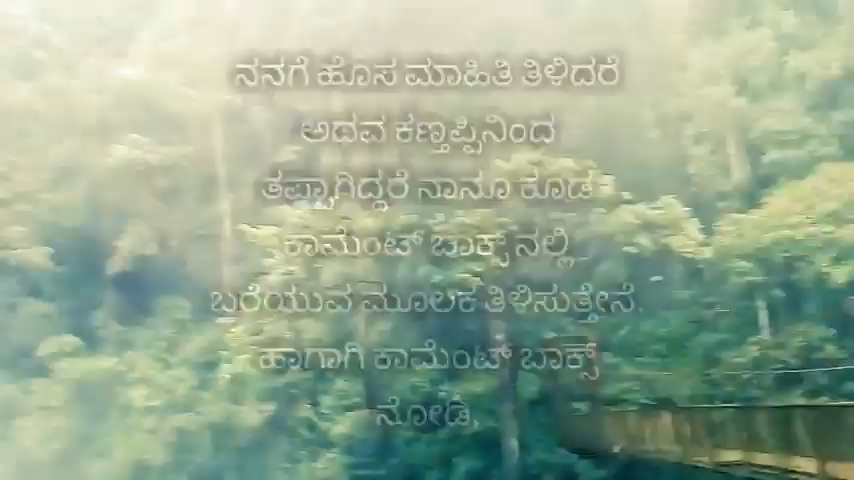 ನನಗೆ ಹೊಸ ಮಾಹಿತಿ ತಿಳಿದರೆ
ಅಥವ ಕಣ್ತಪ್ಪಿನಿಂದ
ತಪ್ಪಾಗಿದ್ದರೆ ನಾನೂ ಕೂಡ
ಕಾಮೆಂಟ್ ಬಾಕ್ಸ್ ನಲ್ಲಿ
ಬರೆಯುವ ಮೂಲಕ ತಿಳಿಸುತ್ತೇನೆ.
ಹಾಗಾಗಿ ಕಾಮೆಂಟ್ ಬಾಕ್ಸ್
ನೋಡಿ,